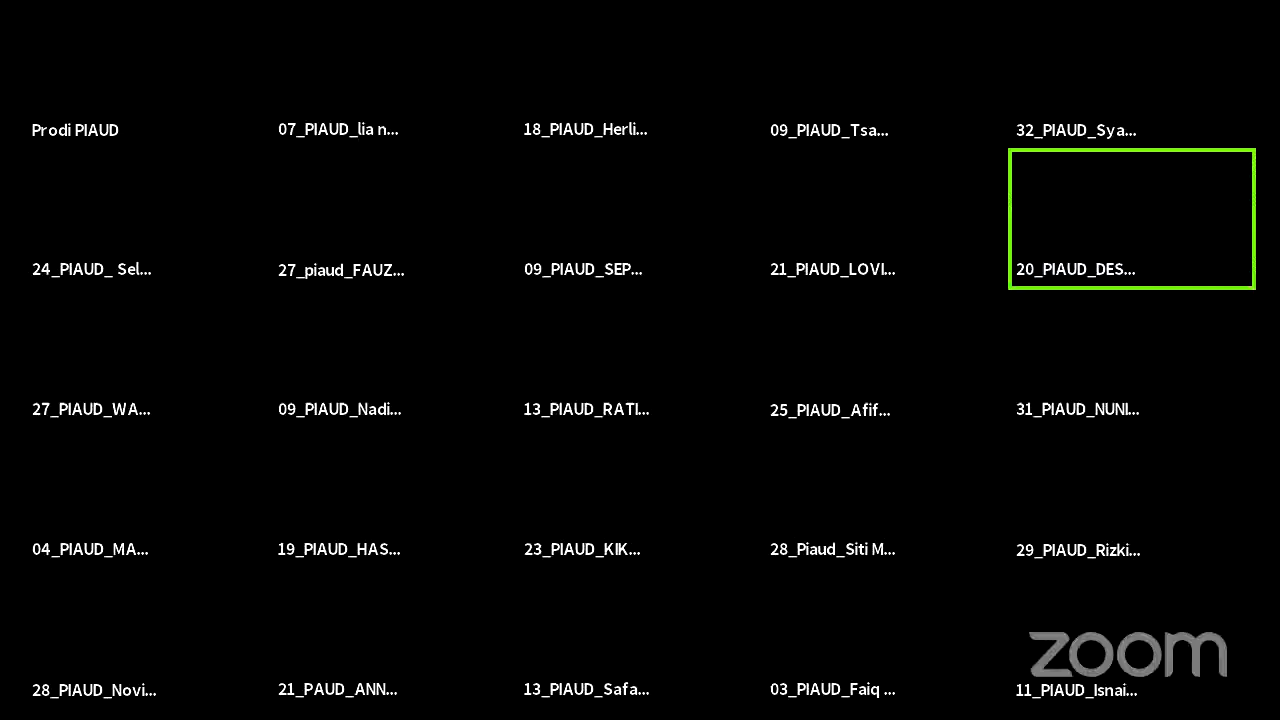 Prodi PIAUD
07_PIAUD_lia n...
18_PIAUD_Herli...
09_PIAUD_Tsa...
32_PIAUD_Sya...
24_PIAUD_ Sel...
27_piaud_FAUZ...
09_PIAUD_SEP...
21_PIAUD_LOVI...
20_PIAUD_DES...
27_PIAUD_WA...
09_PIAUD_Nadi...
13_PIAUD_RATI...
25_PIAUD_Afif...
31_PIAUD_NUNI...
04_PIAUD_MA...
19_PIAUD_HAS...
23_PIAUD_KIK...
28_Piaud_Siti M...
29_PIAUD_Rizki...
zoom
28_PIAUD_Novi...
21_PAUD_ANN...
13_PIAUD_Safa...
03_PIAUD_Faiq ...
11_PIAUD_Isnai...